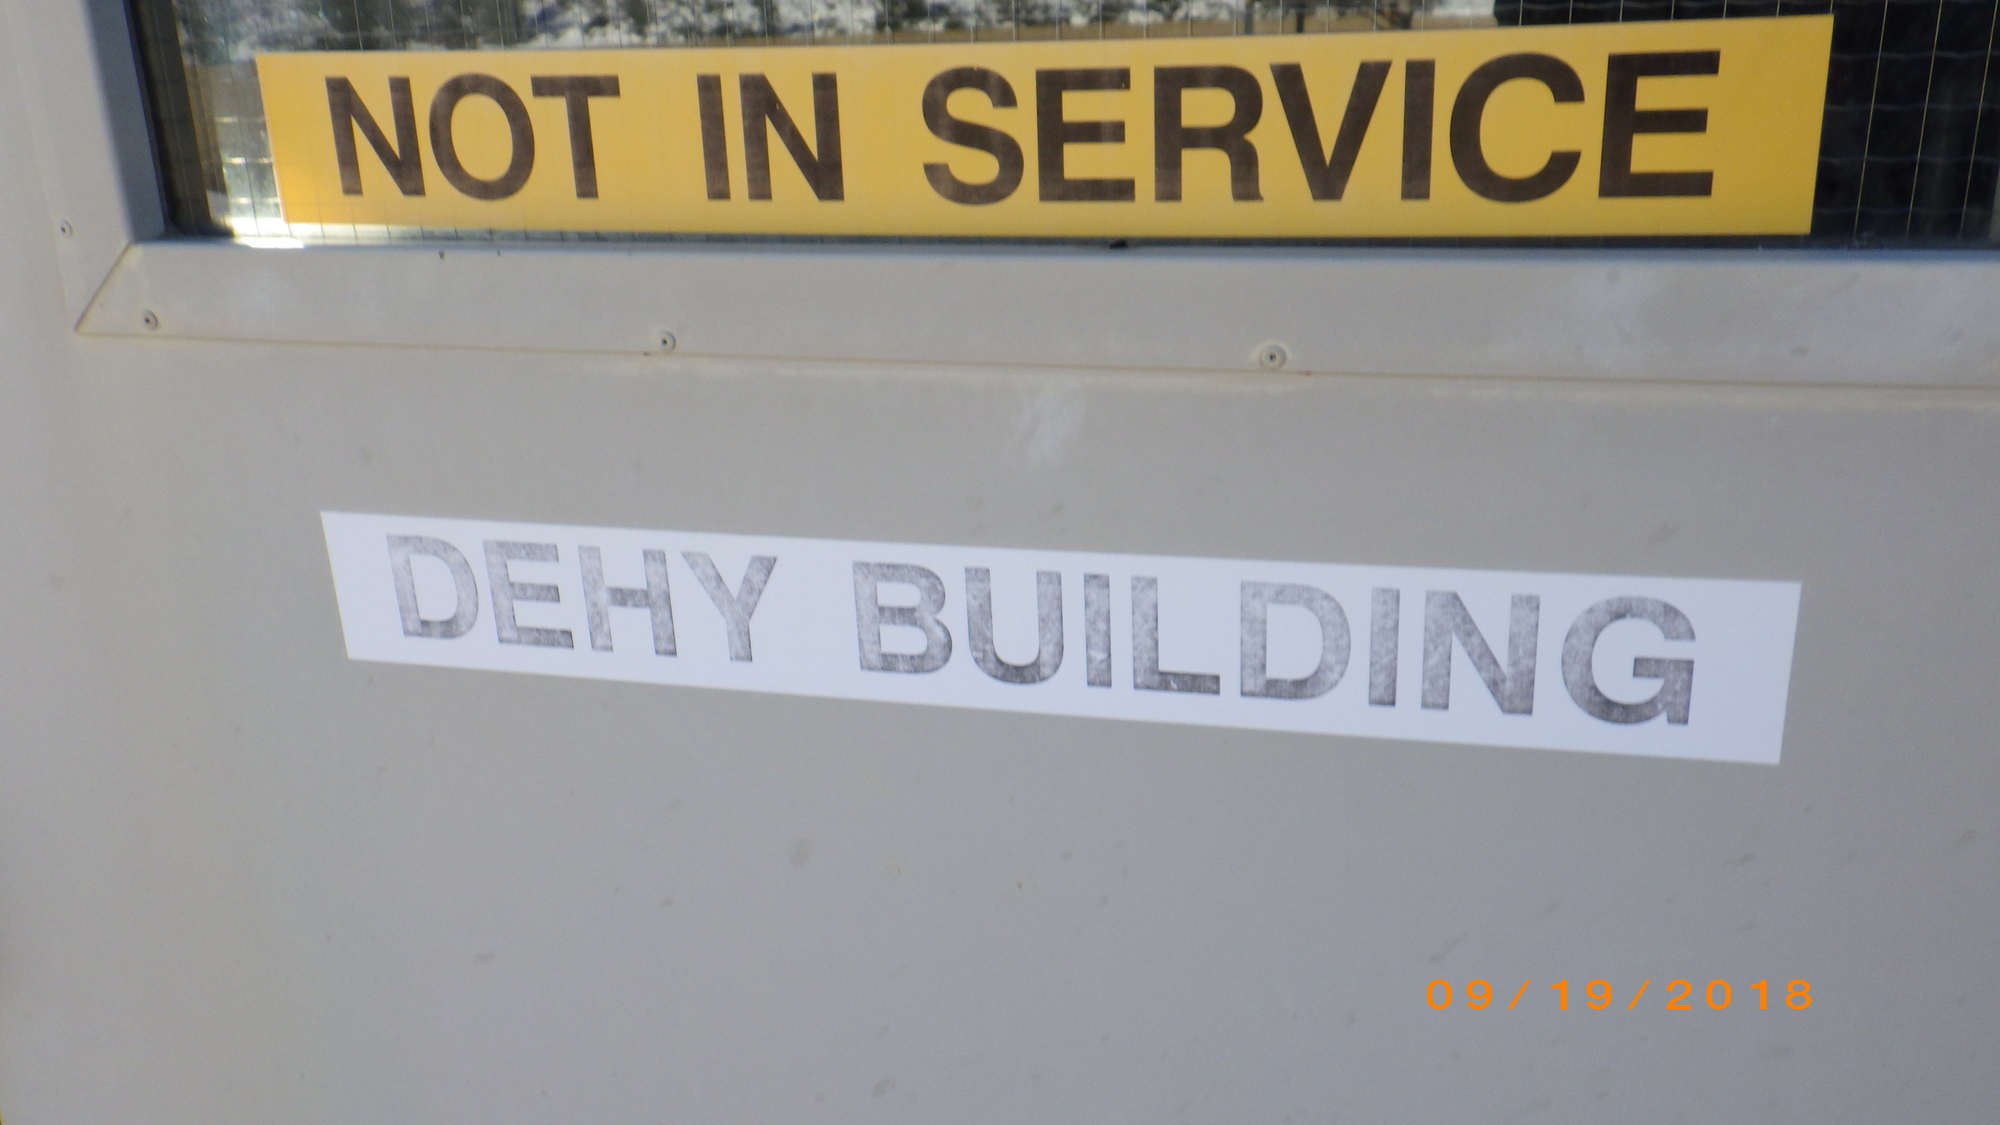 NOT IN SERVICE
DEHY BUILDING
09/19/2018